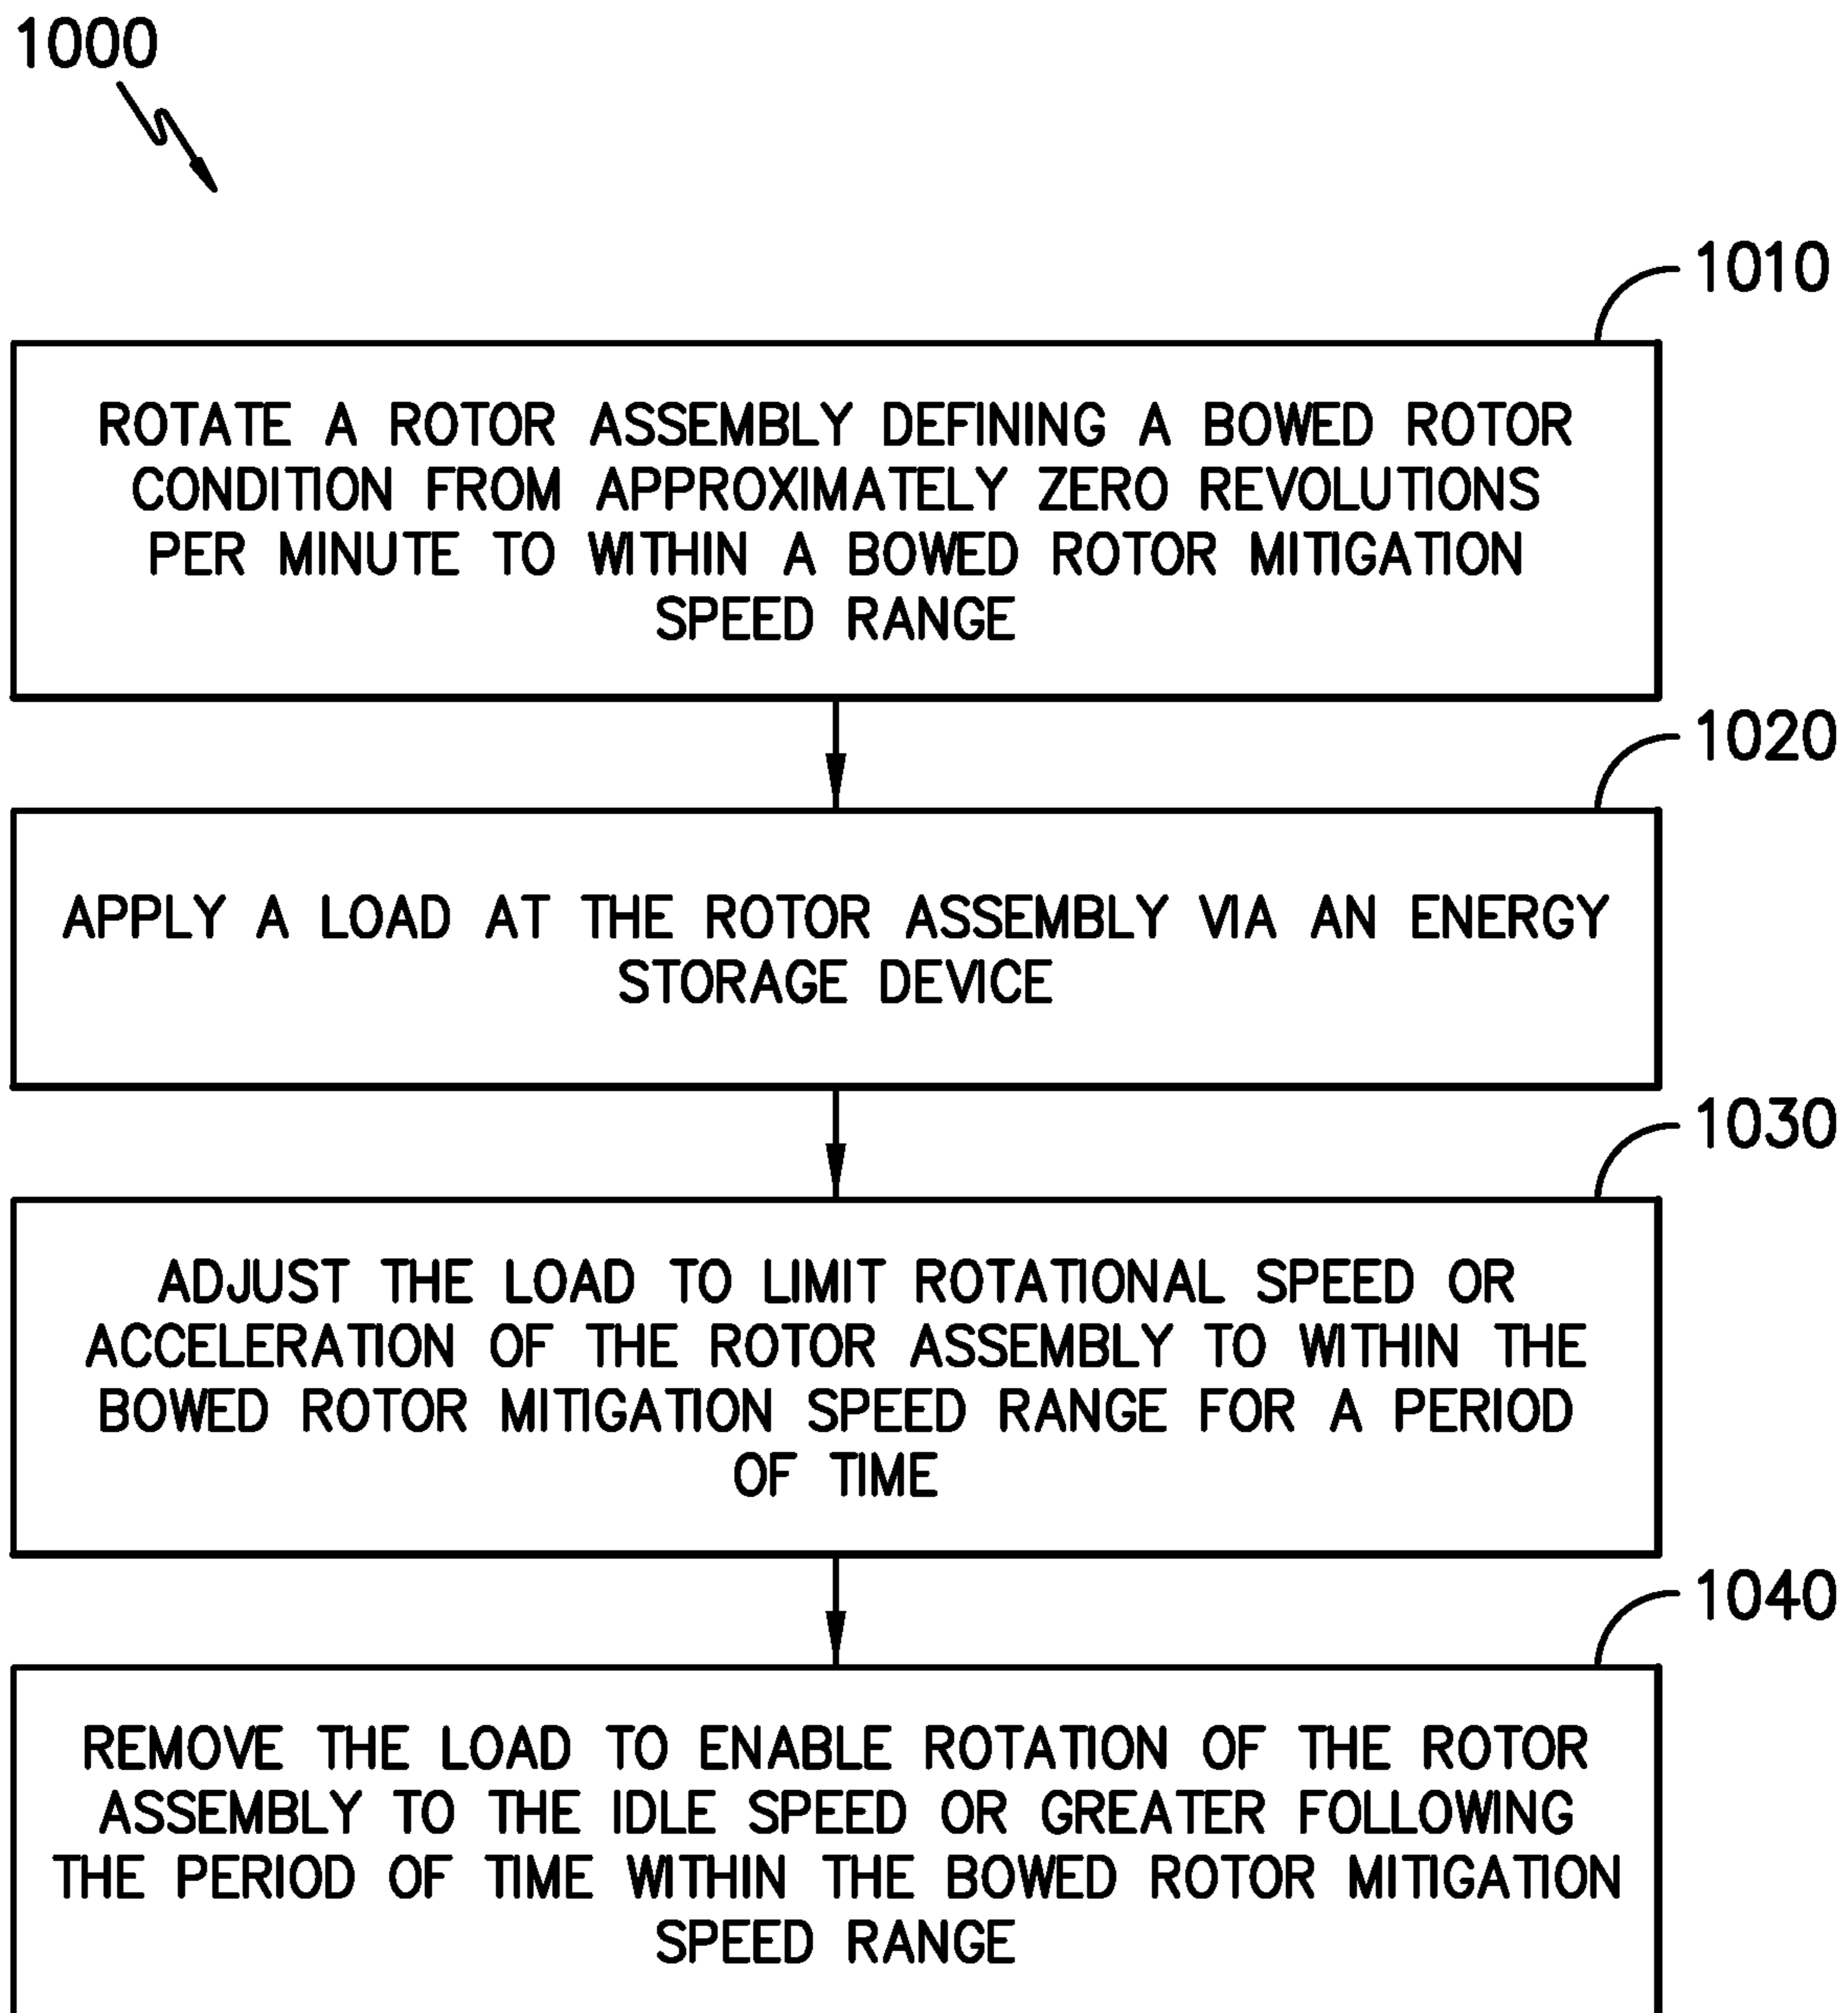 1000
1010
ROTATE A ROTOR ASSEMBLY DEFINING A BOWED ROTOR
CONDITION FROM APPROXIMATELY ZERO REVOLUTIONS
PER MINUTE TO WITHIN A BOWED ROTOR MITIGATION
SPEED RANGE
1020
APPLY A LOAD AT THE ROTOR ASSEMBLY VIA AN ENERGY
STORAGE DEVICE
1030
ADJUST THE LOAD TO LIMIT ROTATIONAL SPEED OR
ACCELERATION OF THE ROTOR ASSEMBLY TO WITHIN THE
BOWED ROTOR MITIGATION SPEED RANGE FOR A PERIOD
OF TIME
1040
REMOVE THE LOAD TO ENABLE ROTATION OF THE ROTOR
ASSEMBLY TO THE IDLE SPEED OR GREATER FOLLOWING
THE PERIOD OF TIME WITHIN THE BOWED ROTOR MITIGATION
SPEED RANGE